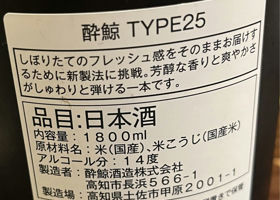 酔鯨 TYPE25
しぼりたてのフレッシュ感をそのままお届けす
るために新製法に挑戦。芳醇な香りと爽やかさ
がしゅわりと弾ける一本です。
品目:日本酒
内容量:1800ml
原材料名:米(国産)、米こうじ(国産米)
アルコール分:14度
製造者:酔鯨酒造株式会社
高知市長浜566-1
製造場:高知県土佐市甲原2001-1